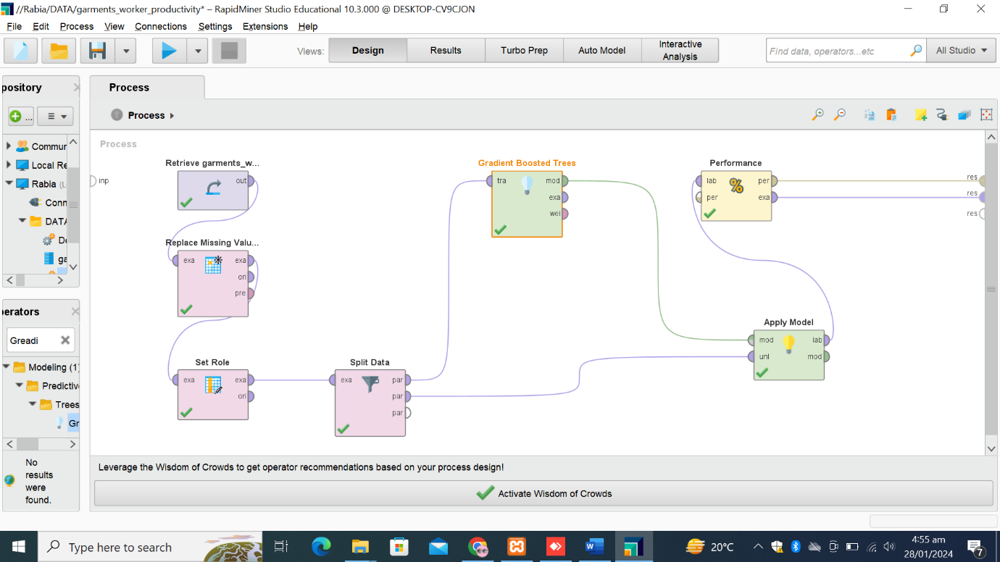 //Rabia/DATA/garments_worker_productivity* – RapidMiner Studio Educational 10.3.000 @ DESKTOP-CV9CJON
File Edit Process View Connections Settings Extensions Help
Views: Design Results Turbo Prep Auto Model Interactive Analysis
Find data, operators...etc All Studio
pository
...
Commur
Local Re
Rabia (L
Conn
DATA
De
ga
perators
Greadi
Modeling (1)
Predictive
Trees
Gr
No
results
were
found.
Process
Process
Process
inp
Retrieve garments_w...
out
Replace Missing Valu...
exa exa
ori
pre
Set Role
exa exa
ori
Split Data
exa par
par
par
Gradient Boosted Trees
tra mod
exa
wei
Apply Model
mod lab
unl mod
Performance
% 
lab per
per exa
res
res
res
Leverage the Wisdom of Crowds to get operator recommendations based on your process design!
Activate Wisdom of Crowds
Type here to search
20°C
4:55 am
28/01/2024
7